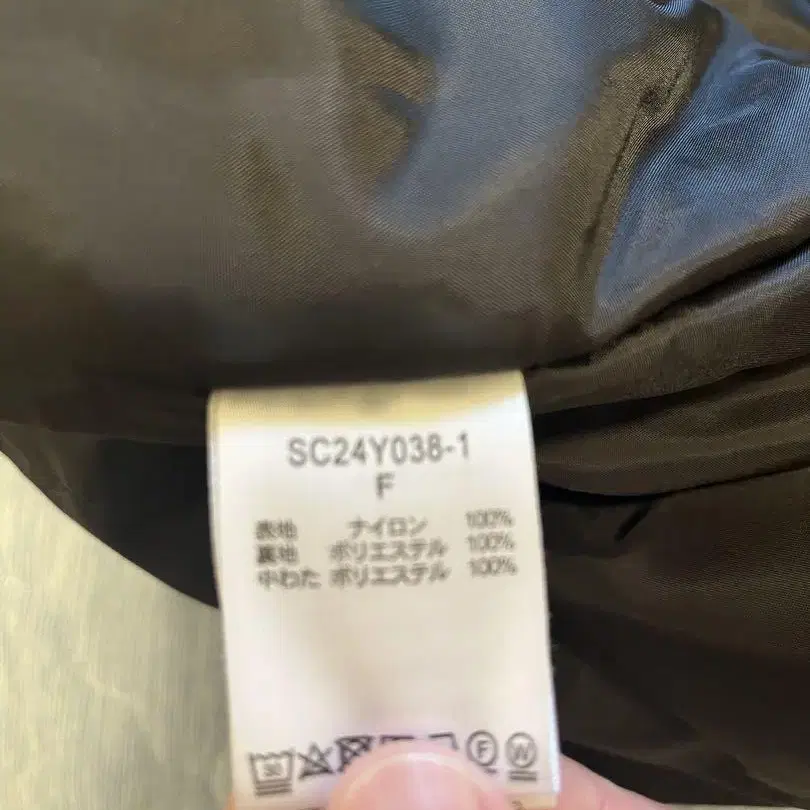 SC24Y038-1
F
表地 ナイロン 100%
裏地 ポリエステル 100%
中わた ポリエステル 100%
30 F W